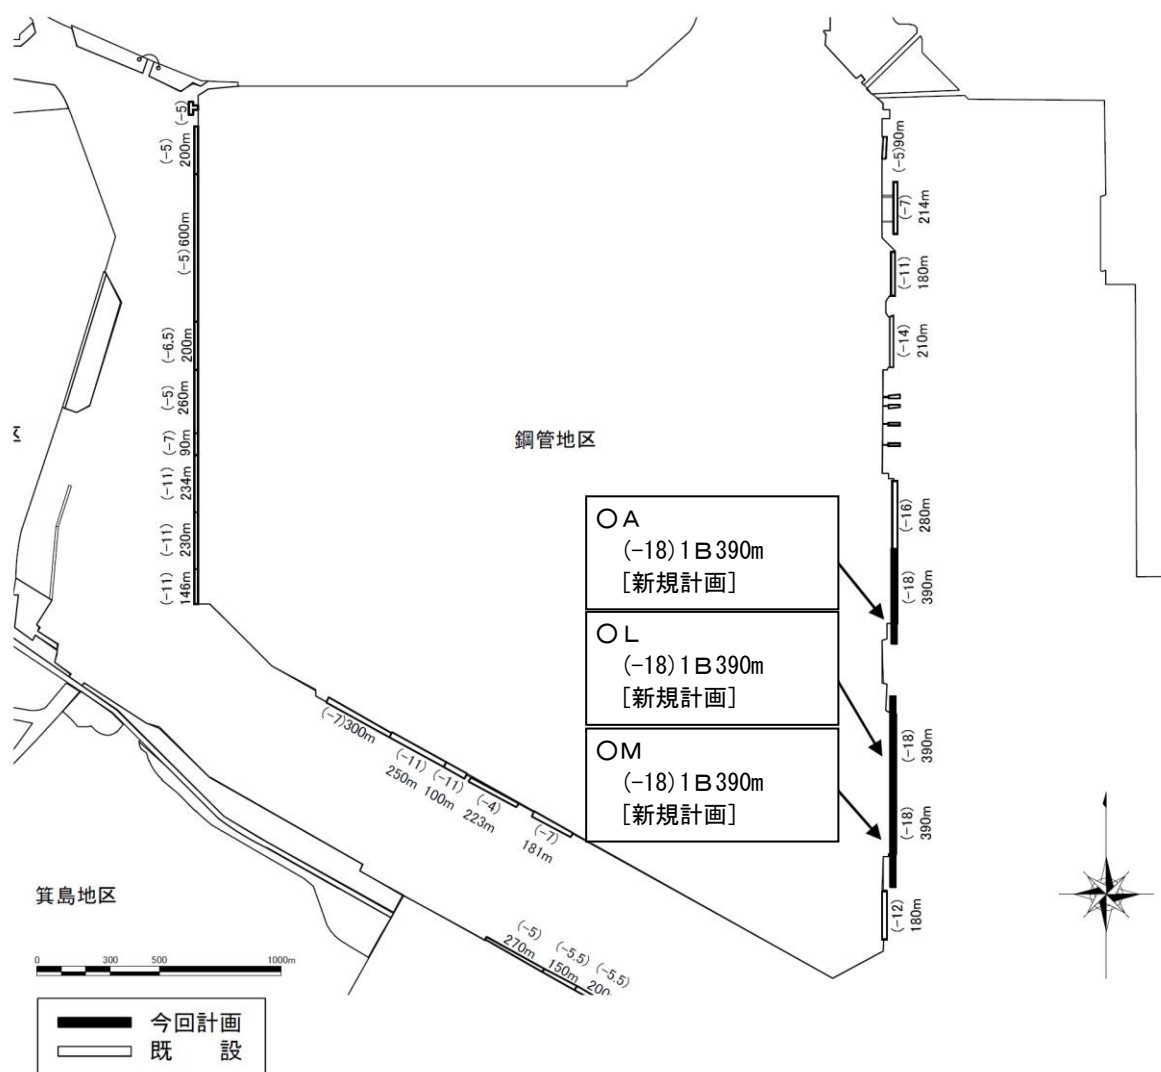 (-5)
(-5)
200m
(-5)600m
(-6.5)
200m
(-5)
260m
(-7)
90m
(-11)
234m
(-11)
230m
(-11)
146m
区
鋼管地区
(-5)90m
(-7)
214m
(-11)
180m
(-14)
210m
(-16)
280m
(-18)
390m
(-18)
390m
(-18)
390m
(-12)
180m
○A
(-18)1B390m
[新規計画]
○L
(-18)1B390m
[新規計画]
○M
(-18)1B390m
[新規計画]
(-7)300m
(-11)
250m
(-11)
100m
(-4)
223m
(-7)
181m
(-5)
270m
(-5.5)
150m
(-5.5)
200
箕島地区
0 300 500 1000m
今回計画
既 設